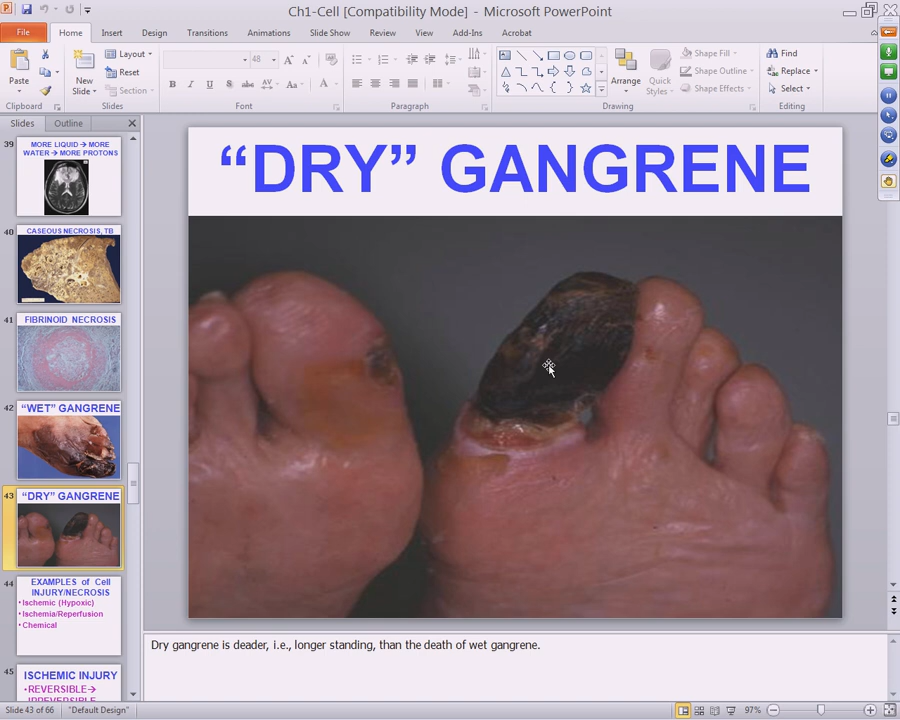 Ch1-Cell [Compatibility Mode] - Microsoft PowerPoint
File Home Insert Design Transitions Animations Slide Show Review View Add-Ins Acrobat
Paste
New
Slide
Layout
Reset
Section
48
B I U S abc AV Aa A
Arrange
Quick
Styles
Shape Fill
Shape Outline
Shape Effects
Find
Replace
Select
Clipboard Slides Font Paragraph Drawing Editing
Slides Outline
39
MORE LIQUID → MORE
WATER → MORE PROTONS
40
CASEOUS NECROSIS, TB
41
FIBRINOID NECROSIS
42
“WET” GANGRENE
43
“DRY” GANGRENE
44
EXAMPLES of Cell
INJURY/NECROSIS
•Ischemic (Hypoxic)
•Ischemia/Reperfusion
•Chemical
45
ISCHEMIC INJURY
•REVERSIBLE→
IRREVERSIBLE
“DRY” GANGRENE
Dry gangrene is deader, i.e., longer standing, than the death of wet gangrene.
Slide 43 of 66 "Default Design" 97%